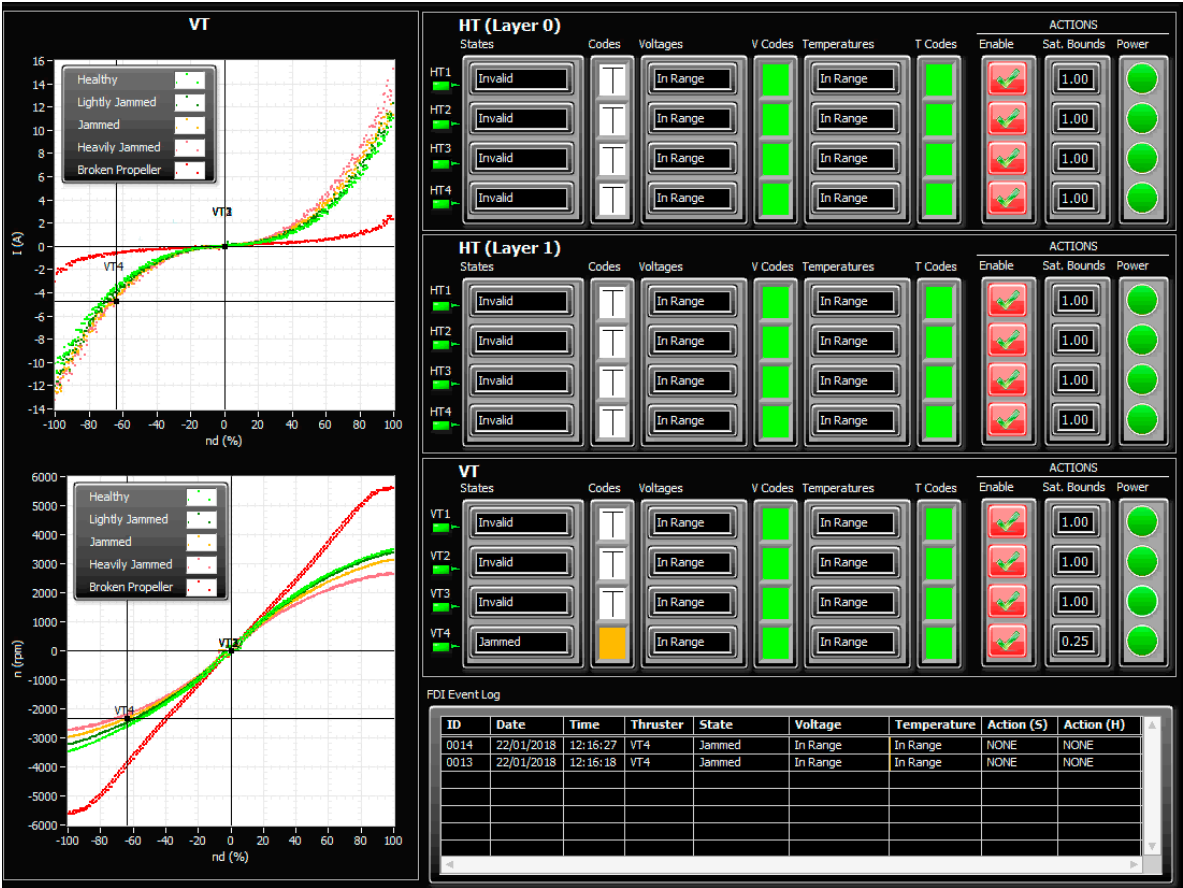 VT
16
14
12
10
8
6
4
2
0
-2
-4
-6
-8
-10
-12
-14
I (A)
Healthy
Lightly Jammed
Jammed
Heavily Jammed
Broken Propeller
VT4
-100 -80 -60 -40 -20 0 20 40 60 80 100
nd (%)
6000
5000
4000
3000
2000
1000
0
-1000
-2000
-3000
-4000
-5000
-6000
n (rpm)
Healthy
Lightly Jammed
Jammed
Heavily Jammed
Broken Propeller
VT4
-100 -80 -60 -40 -20 0 20 40 60 80 100
nd (%)
HT (Layer 0)
ACTIONS
States Codes Voltages V Codes Temperatures T Codes Enable Sat. Bounds Power
HT1 Invalid T In Range In Range 1.00
HT2 Invalid T In Range In Range 1.00
HT3 Invalid T In Range In Range 1.00
HT4 Invalid T In Range In Range 1.00
HT (Layer 1)
ACTIONS
States Codes Voltages V Codes Temperatures T Codes Enable Sat. Bounds Power
HT1 Invalid T In Range In Range 1.00
HT2 Invalid T In Range In Range 1.00
HT3 Invalid T In Range In Range 1.00
HT4 Invalid T In Range In Range 1.00
VT
ACTIONS
States Codes Voltages V Codes Temperatures T Codes Enable Sat. Bounds Power
VT1 Invalid T In Range In Range 1.00
VT2 Invalid T In Range In Range 1.00
VT3 Invalid T In Range In Range 1.00
VT4 Jammed In Range In Range 0.25
FDI Event Log
ID Date Time Thruster State Voltage Temperature Action (S) Action (H)
0014 22/01/2018 12:16:27 VT4 Jammed In Range In Range NONE NONE
0013 22/01/2018 12:16:18 VT4 Jammed In Range In Range NONE NONE